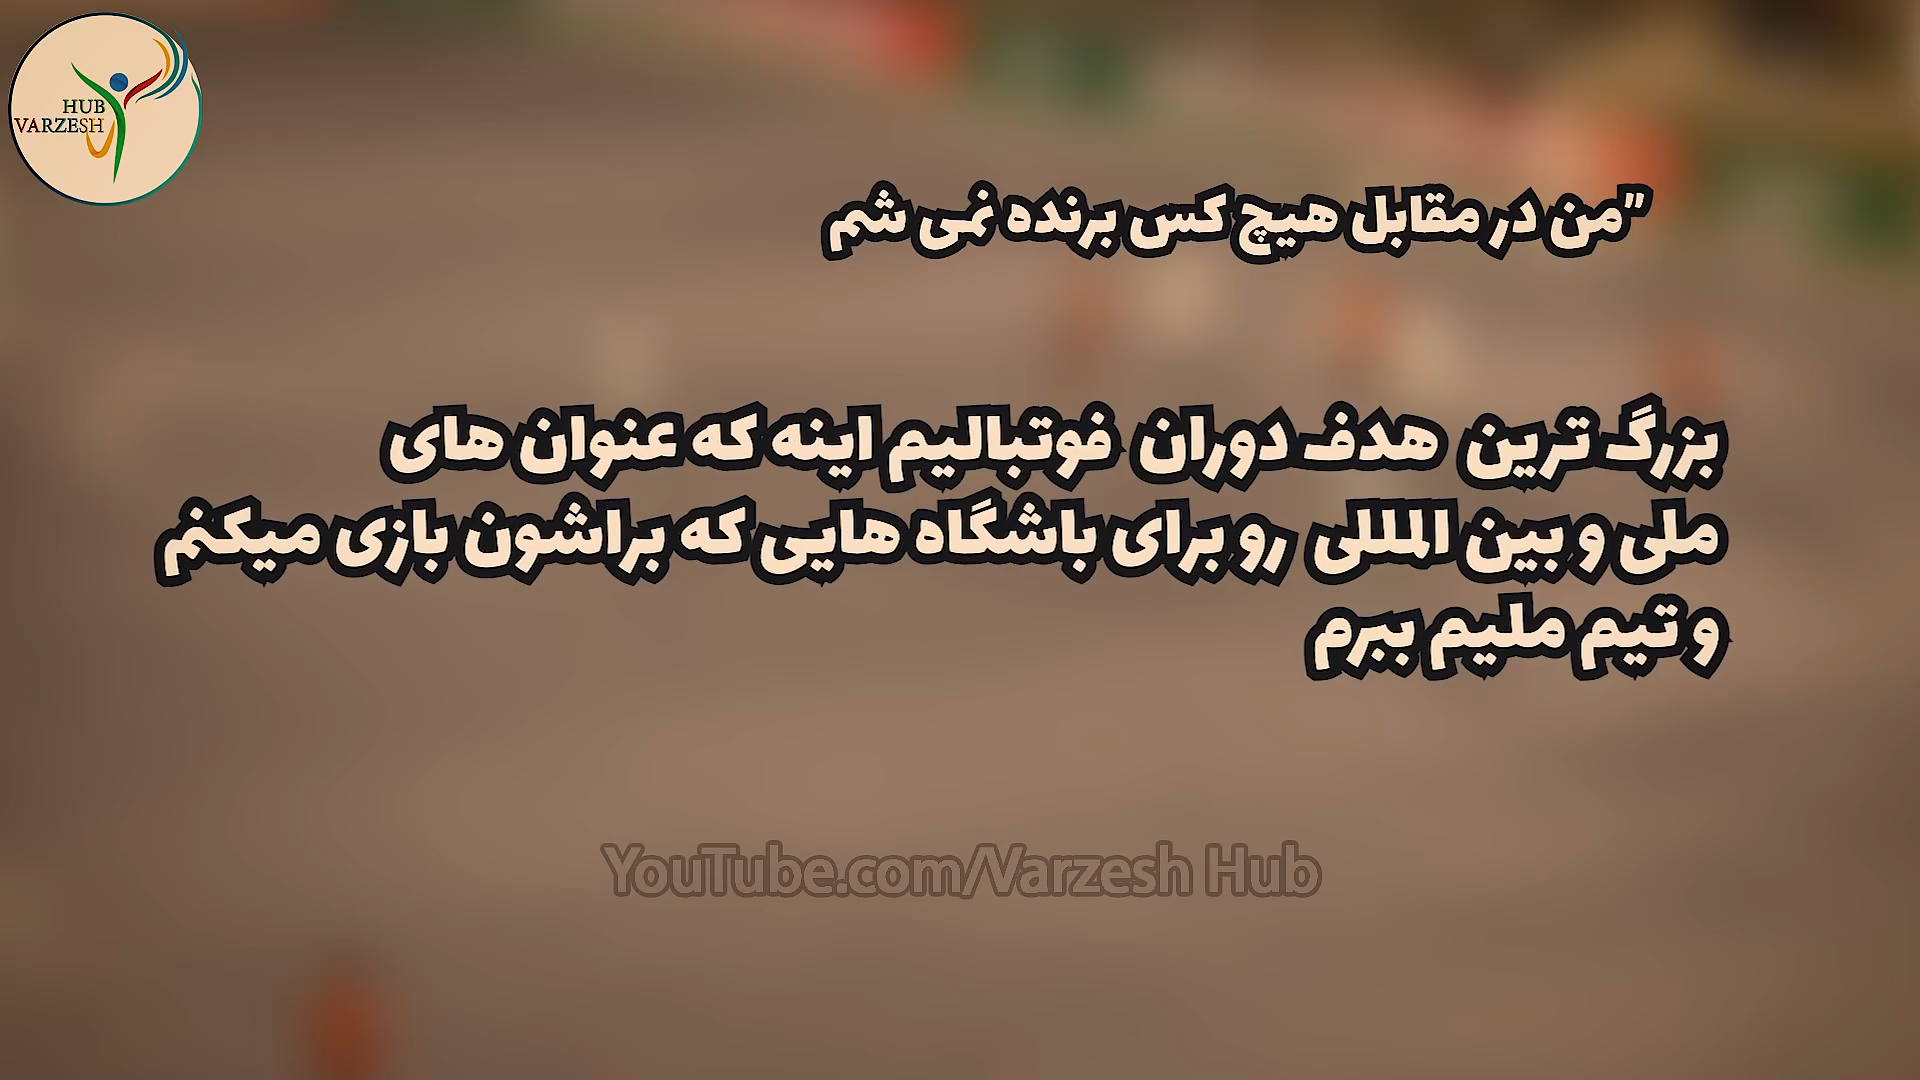 HUB
VARZESH
"من در مقابل هیچ کس برنده نمی شم
بزرگ ترین هدف دوران فوتبالیم اینه که عنوان های
ملی و بین المللی رو برای باشگاه هایی که براشون بازی میکنم
و تیم ملیم ببرم
YouTube.com/Varzesh Hub